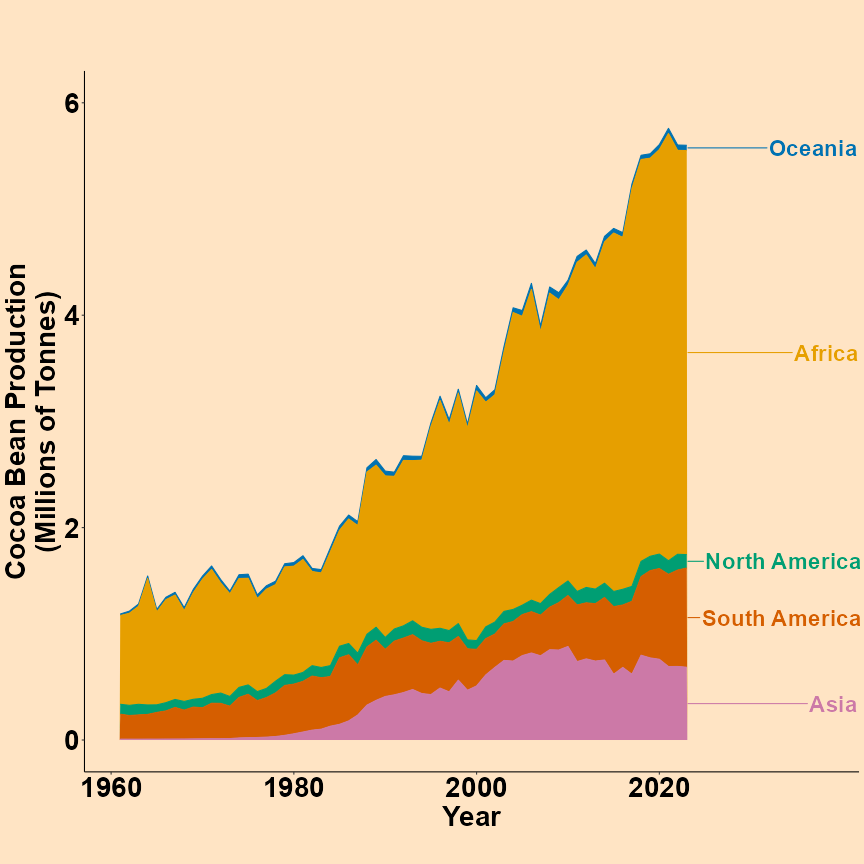 Cocoa Bean Production
(Millions of Tonnes)
6
4
2
0
1960
1980
2000
2020
Year
Oceania
Africa
North America
South America
Asia